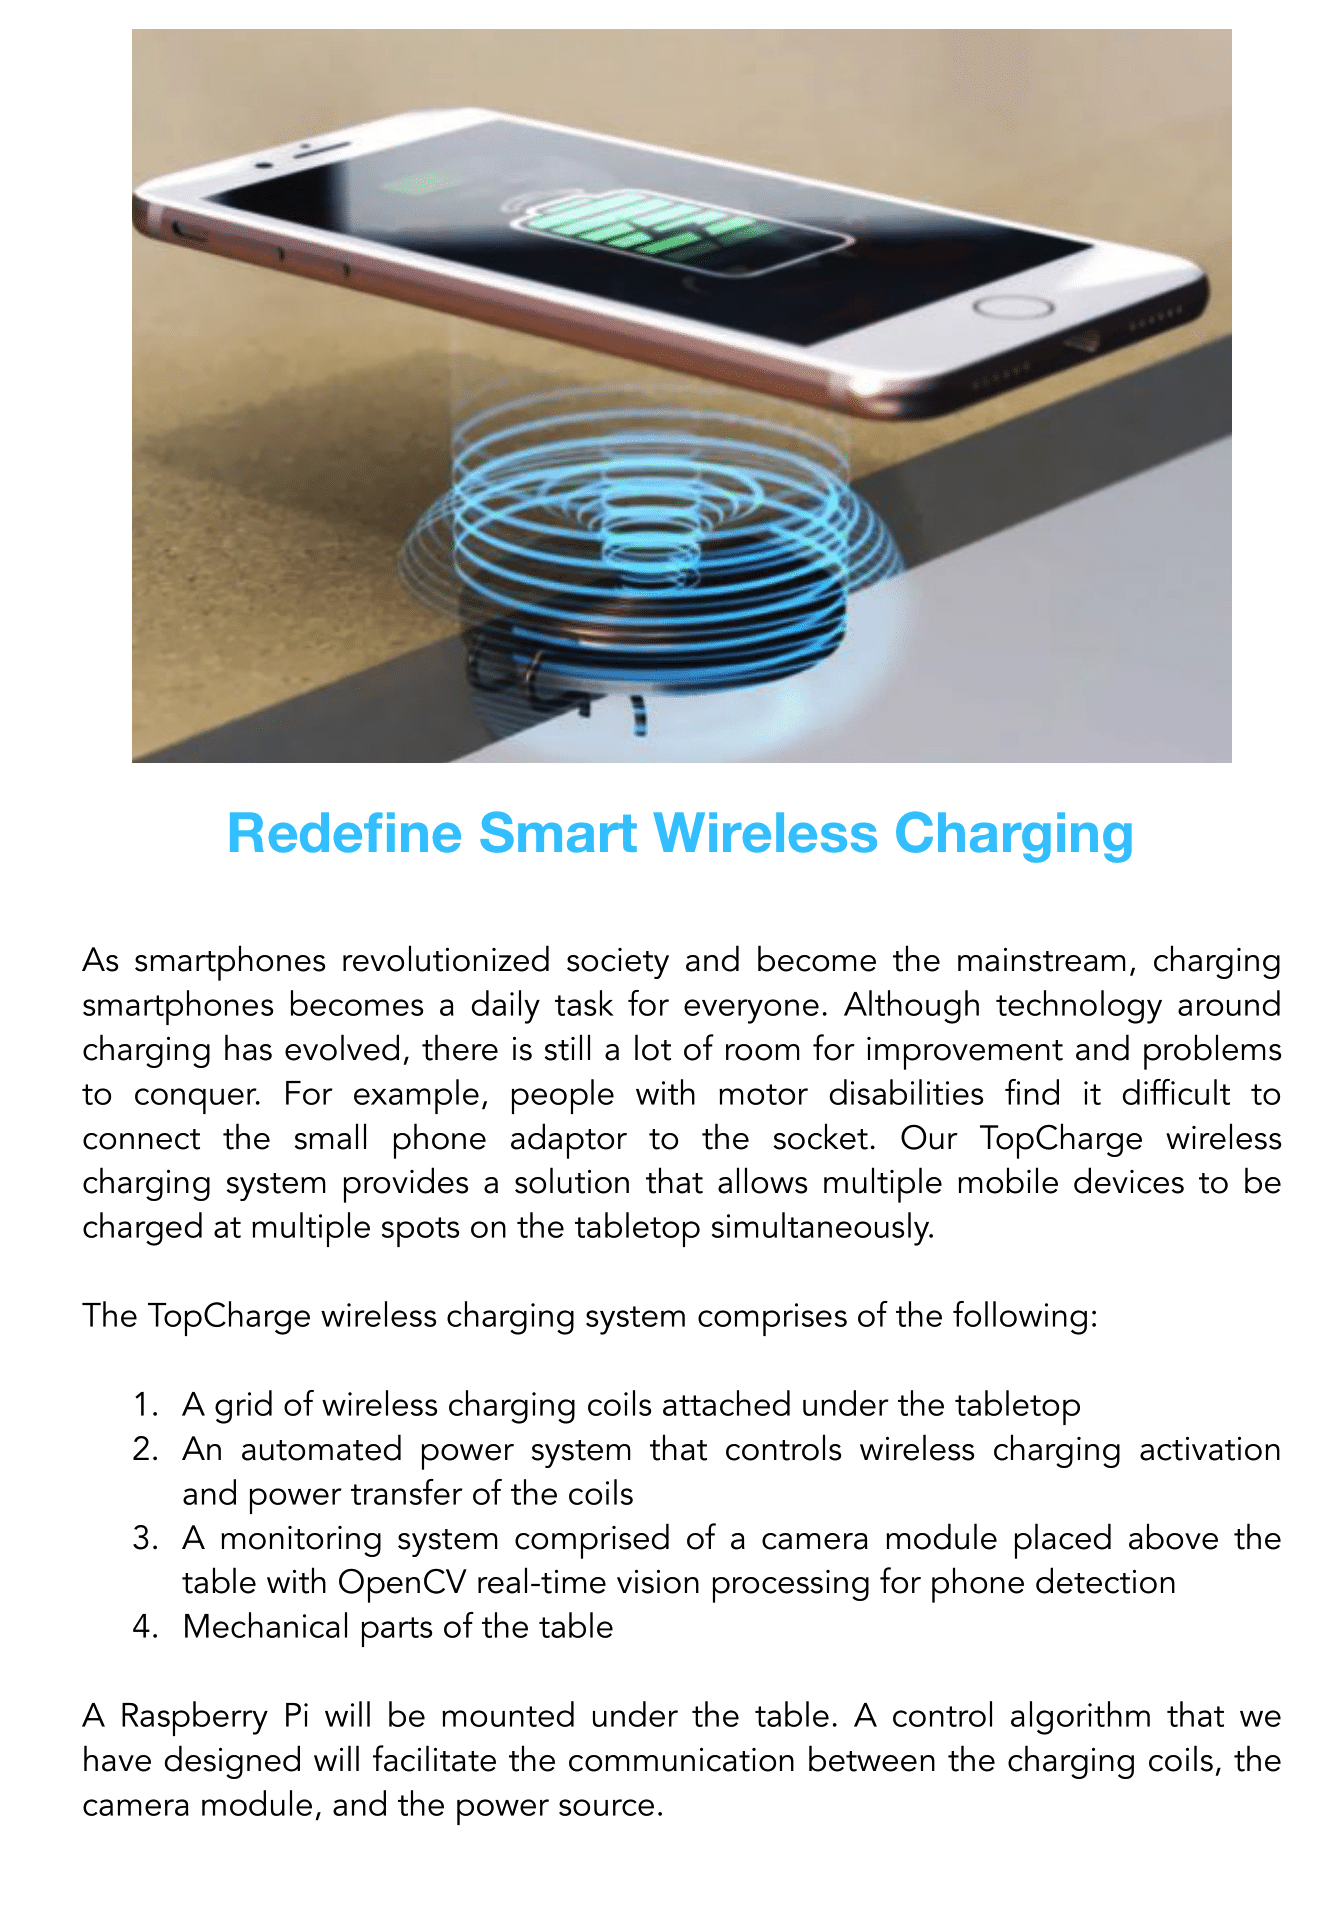 Redefine Smart Wireless Charging
As smartphones revolutionized society and become the mainstream, charging
smartphones becomes a daily task for everyone. Although technology around
charging has evolved, there is still a lot of room for improvement and problems
to conquer. For example, people with motor disabilities find it difficult to
connect the small phone adaptor to the socket. Our TopCharge wireless
charging system provides a solution that allows multiple mobile devices to be
charged at multiple spots on the tabletop simultaneously.
The TopCharge wireless charging system comprises of the following:
1. A grid of wireless charging coils attached under the tabletop
2. An automated power system that controls wireless charging activation
and power transfer of the coils
3. A monitoring system comprised of a camera module placed above the
table with OpenCV real-time vision processing for phone detection
4. Mechanical parts of the table
A Raspberry Pi will be mounted under the table. A control algorithm that we
have designed will facilitate the communication between the charging coils, the
camera module, and the power source.